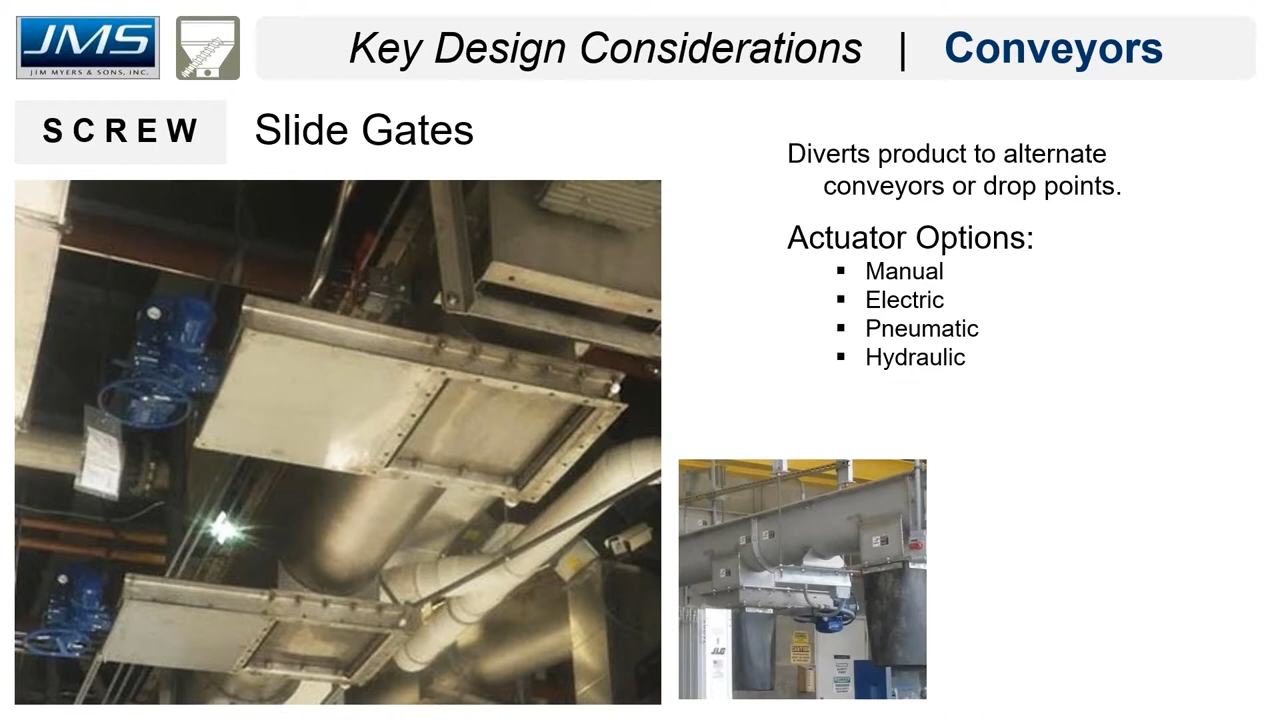 JMS
JIM MYERS & SONS, INC.
Key Design Considerations | Conveyors
SCREW
Slide Gates
Diverts product to alternate
conveyors or drop points.
Actuator Options:
▪ Manual
▪ Electric
▪ Pneumatic
▪ Hydraulic
JLG